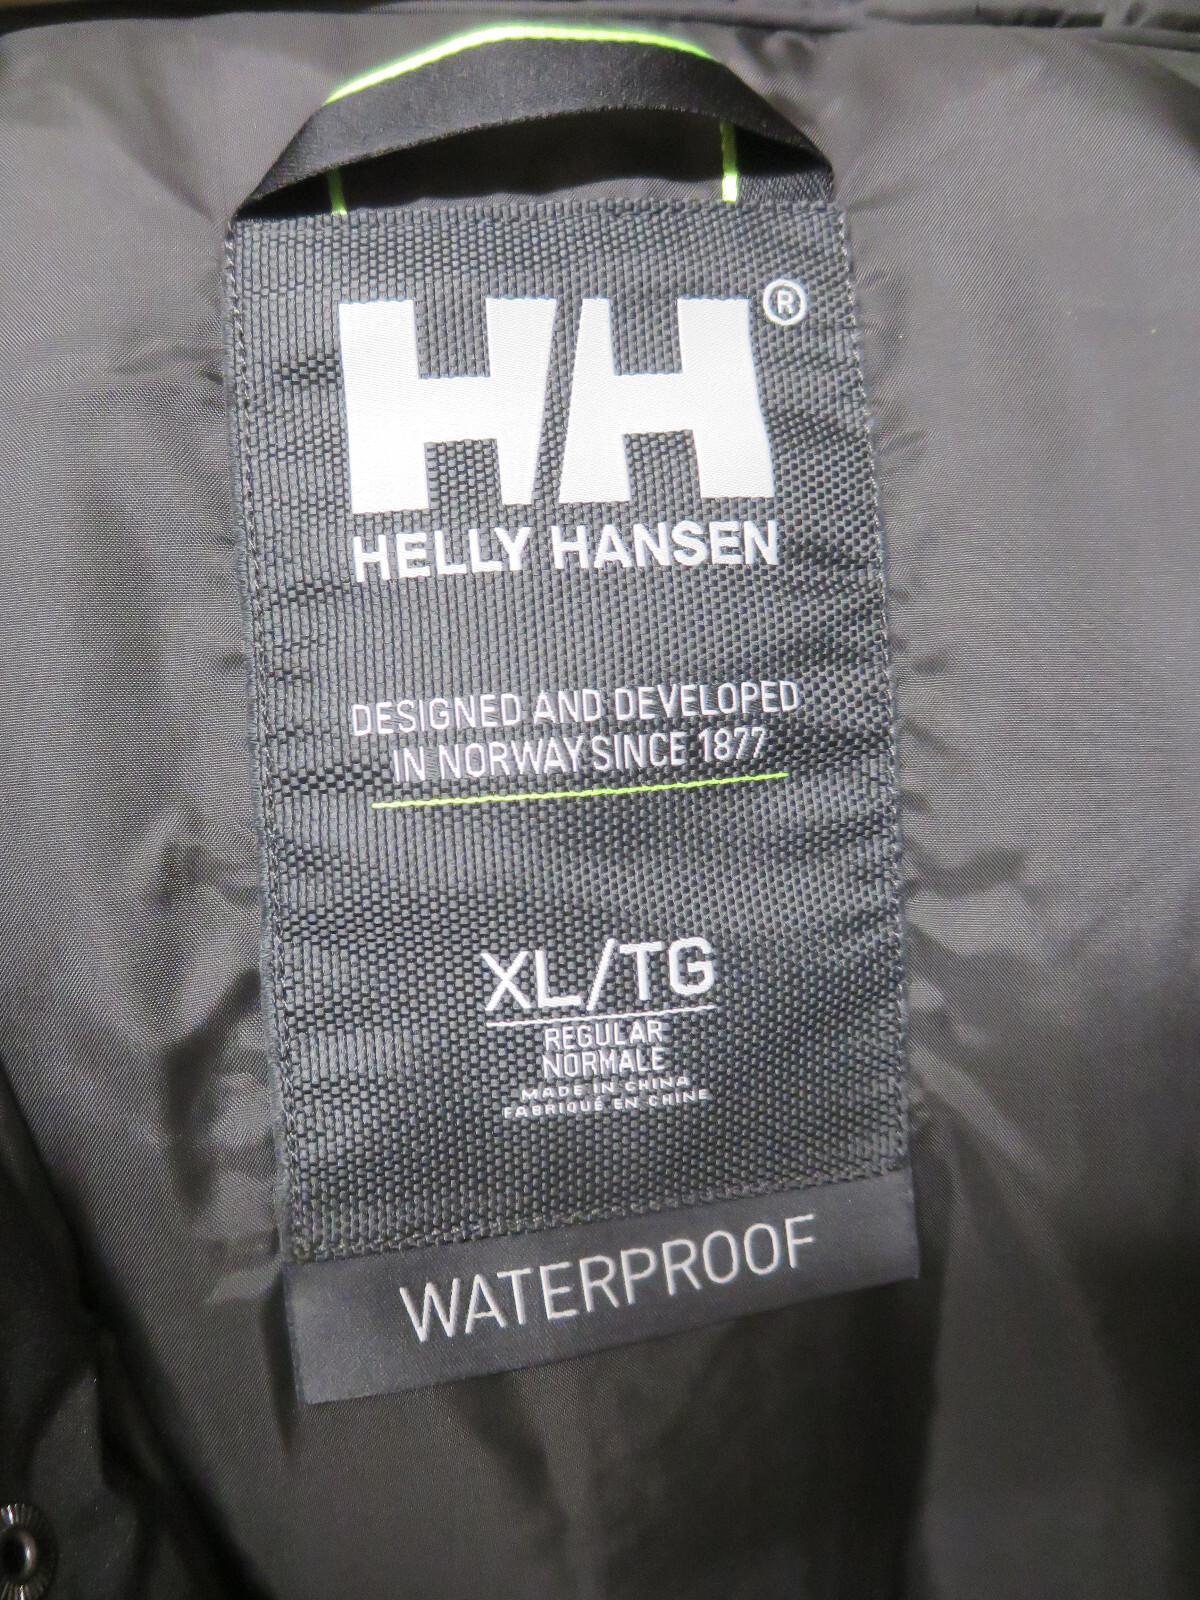 HH®
HELLY HANSEN
DESIGNED AND DEVELOPED
IN NORWAY SINCE 1877
XL/TG
REGULAR
NORMALE
MADE IN CHINA
FABRIQUÉ EN CHINE
WATERPROOF